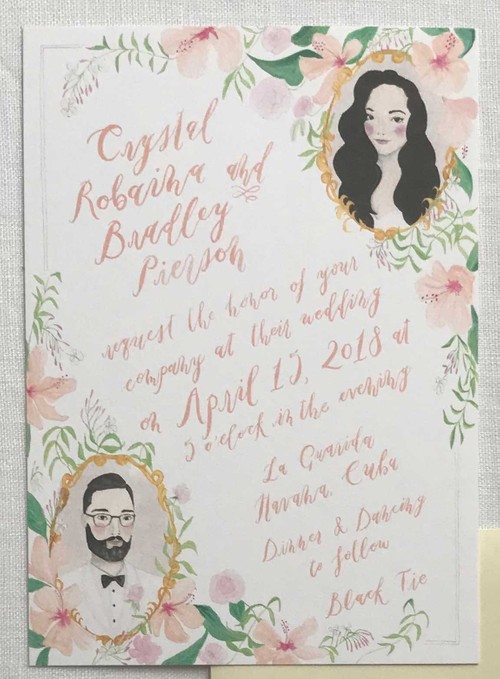 Crystal
Robaina and
Bradley
Pierson
request the honor of your
company at their wedding
on April 15, 2018 at
5 o'clock in the evening
La Guarida
Havana, Cuba
Dinner & Dancing
to follow
Black Tie